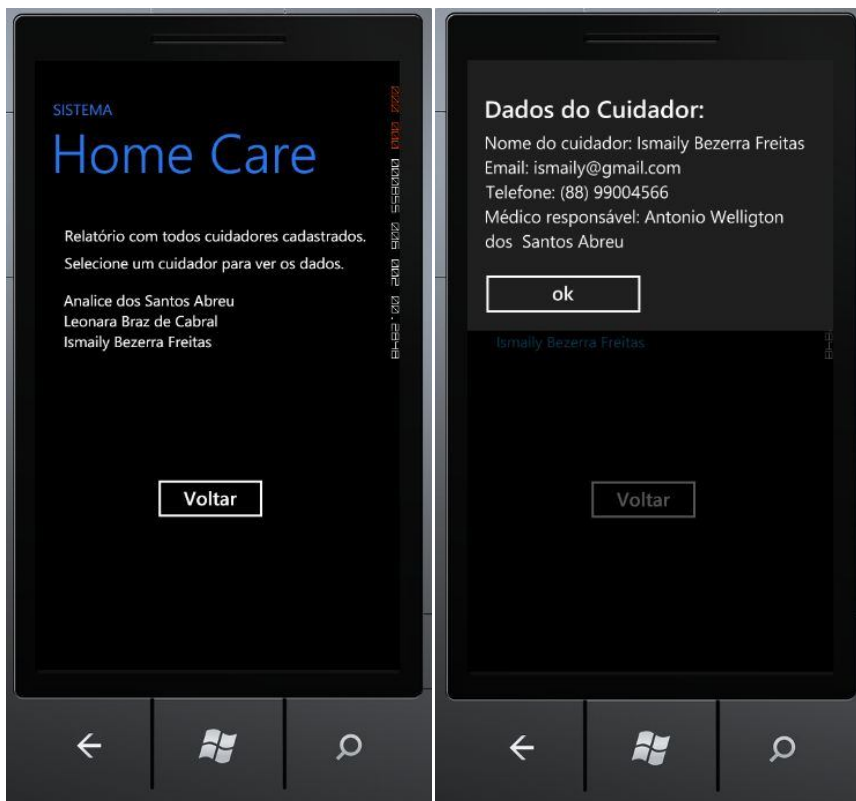 SISTEMA
Home Care
Relatório com todos cuidadores cadastrados.
Selecione um cuidador para ver os dados.
Analice dos Santos Abreu
Leonara Braz de Cabral
Ismaily Bezerra Freitas
Voltar
Dados do Cuidador:
Nome do cuidador: Ismaily Bezerra Freitas
Email: ismaily@gmail.com
Telefone: (88) 99004566
Médico responsável: Antonio Welligton
dos Santos Abreu
ok
Ismaily Bezerra Freitas
Voltar